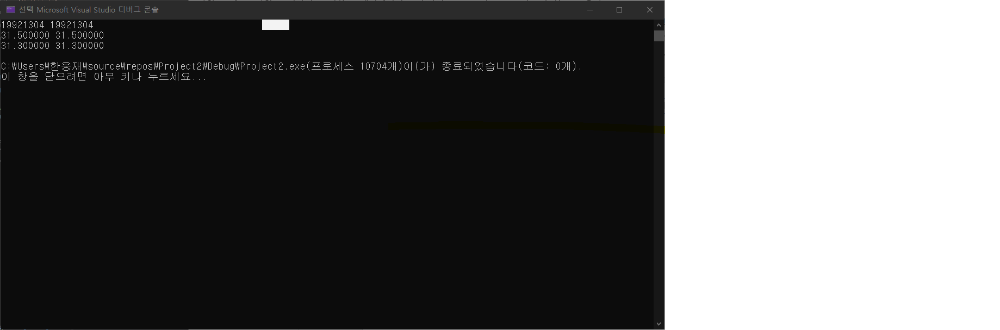 선택 Microsoft Visual Studio 디버그 콘솔
19921304 19921304
31.500000 31.500000
31.300000 31.300000
C:₩Users₩한웅재₩source₩repos₩Project2₩Debug₩Project2.exe(프로세스 10704개)이(가) 종료되었습니다(코드: 0개).
이 창을 닫으려면 아무 키나 누르세요...